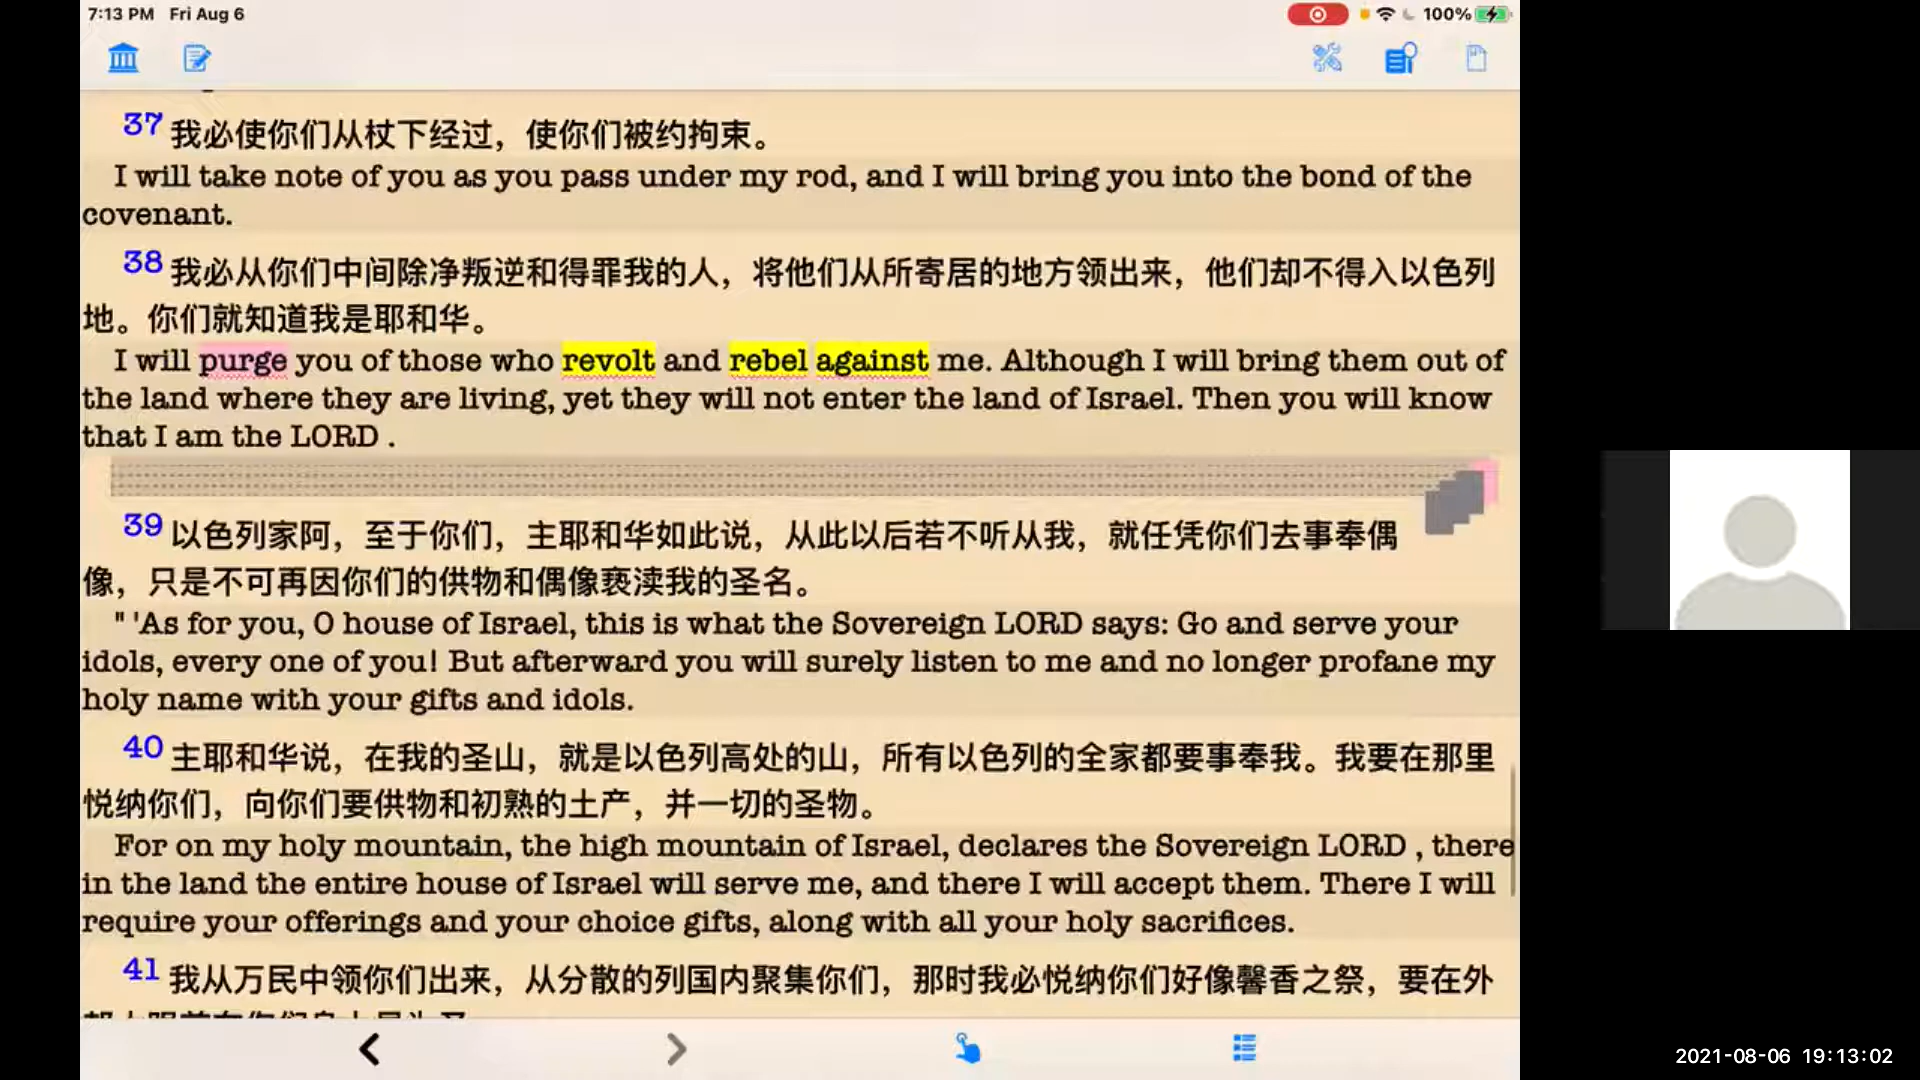 7:13 PM Fri Aug 6
100%
37 我必使你们从杖下经过，使你们被约拘束。
I will take note of you as you pass under my rod, and I will bring you into the bond of the
covenant.
38 我必从你们中间除净叛逆和得罪我的人，将他们从所寄居的地方领出来，他们却不得入以色列
地。你们就知道我是耶和华。
I will purge you of those who revolt and rebel against me. Although I will bring them out of
the land where they are living, yet they will not enter the land of Israel. Then you will know
that I am the LORD .
39 以色列家阿，至于你们，主耶和华如此说，从此以后若不听从我，就任凭你们去事奉偶
像，只是不可再因你们的供物和偶像亵渎我的圣名。
" 'As for you, O house of Israel, this is what the Sovereign LORD says: Go and serve your
idols, every one of you! But afterward you will surely listen to me and no longer profane my
holy name with your gifts and idols.
40 主耶和华说，在我的圣山，就是以色列高处的山，所有以色列的全家都要事奉我。我要在那里
悦纳你们，向你们要供物和初熟的土产，并一切的圣物。
For on my holy mountain, the high mountain of Israel, declares the Sovereign LORD , there
in the land the entire house of Israel will serve me, and there I will accept them. There I will
require your offerings and your choice gifts, along with all your holy sacrifices.
41 我从万民中领你们出来，从分散的列国内聚集你们，那时我必悦纳你们好像馨香之祭，要在外
2021-08-06 19:13:02